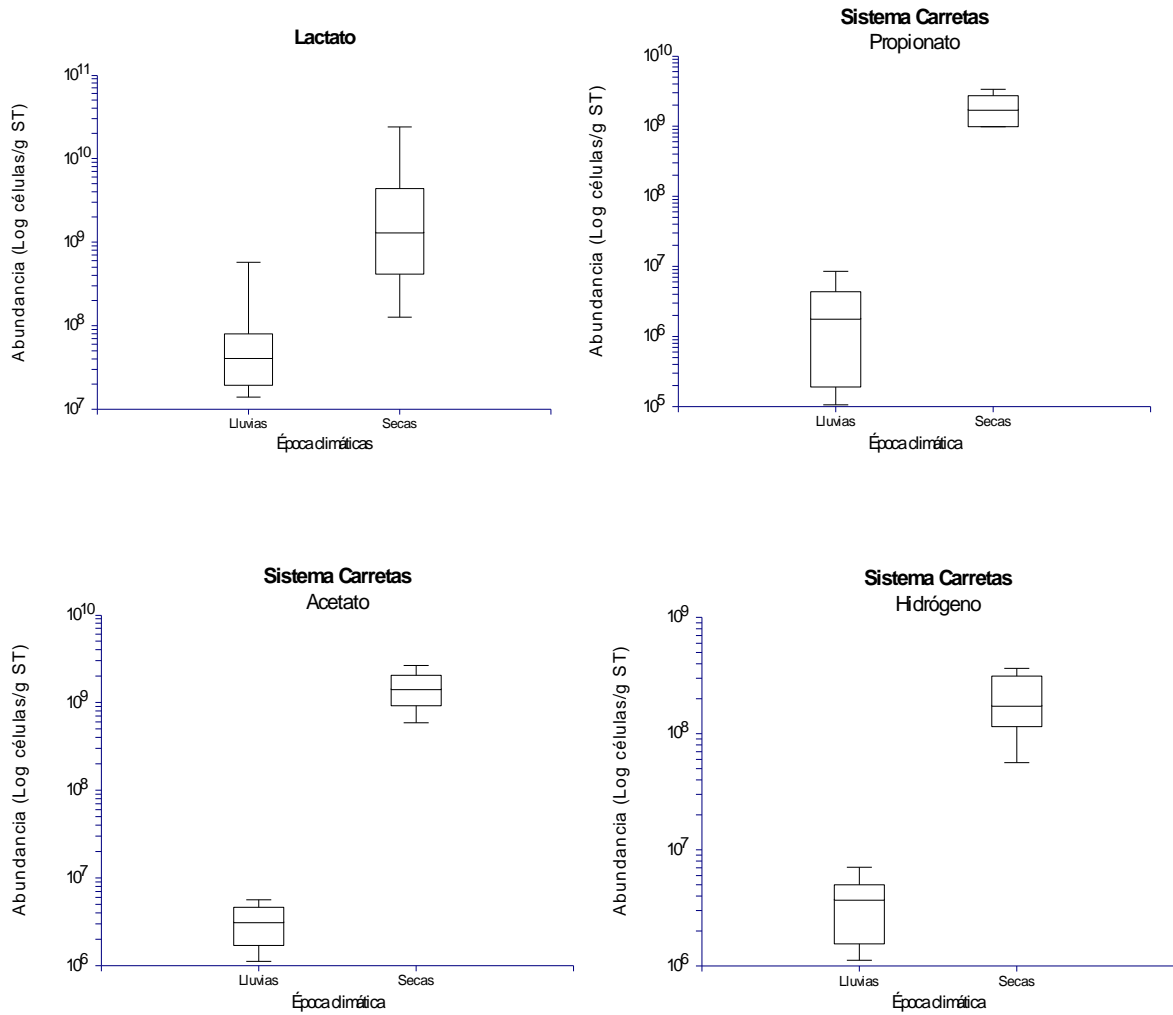 Lactato
Abundancia (Log células/g ST)
10^11
10^10
10^9
10^8
10^7
Lluvias Secas
Época climáticas
Sistema Carretas
Propionato
Abundancia (Log células/g ST)
10^10
10^9
10^8
10^7
10^6
10^5
Lluvias Secas
Época climática
Sistema Carretas
Acetato
Abundancia (Log células/g ST)
10^10
10^9
10^8
10^7
10^6
Lluvias Secas
Época climática
Sistema Carretas
Hidrógeno
Abundancia (Log células/g ST)
10^9
10^8
10^7
10^6
Lluvias Secas
Época climática